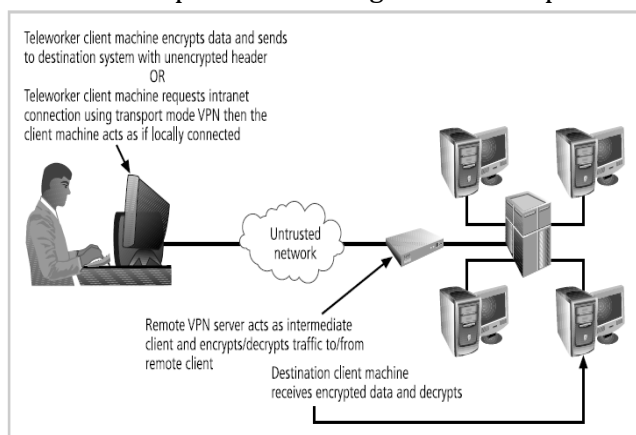 Teleworker client machine encrypts data and sends
to destination system with unencrypted header
OR
Teleworker client machine requests intranet
connection using transport mode VPN then the
client machine acts as if locally connected
Untrusted
network
Remote VPN server acts as intermediate
client and encrypts/decrypts traffic to/from
remote client
Destination client machine
receives encrypted data and decrypts